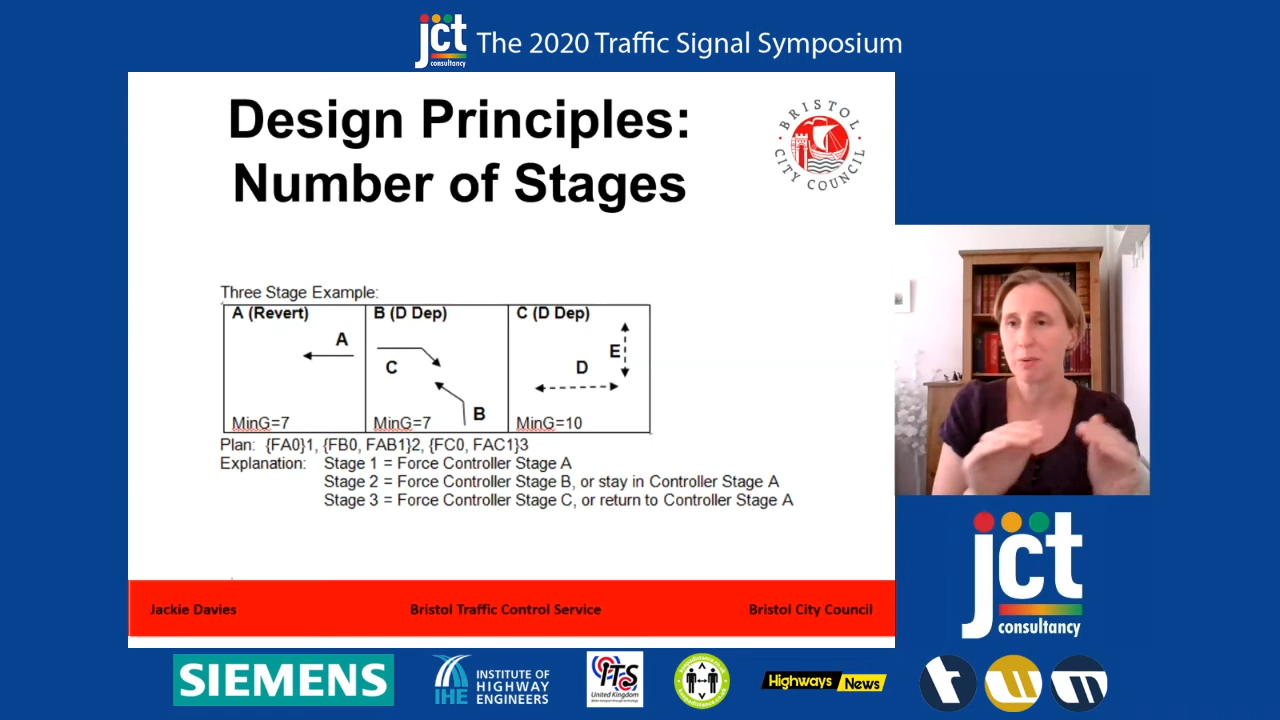 jct
consultancy
The 2020 Traffic Signal Symposium
Design Principles:
Number of Stages
BRISTOL
CITY COUNCIL
Three Stage Example:
A (Revert)
B (D Dep)
C (D Dep)
A
C
B
E
D
MinG=7
MinG=7
MinG=10
Plan: {FA0}1, {FB0, FAB1}2, {FC0, FAC1}3
Explanation: Stage 1 = Force Controller Stage A
Stage 2 = Force Controller Stage B, or stay in Controller Stage A
Stage 3 = Force Controller Stage C, or return to Controller Stage A
Jackie Davies
Bristol Traffic Control Service
Bristol City Council
jct
consultancy
SIEMENS
IHE
INSTITUTE OF
HIGHWAY
ENGINEERS
ITS
United Kingdom
Highways News